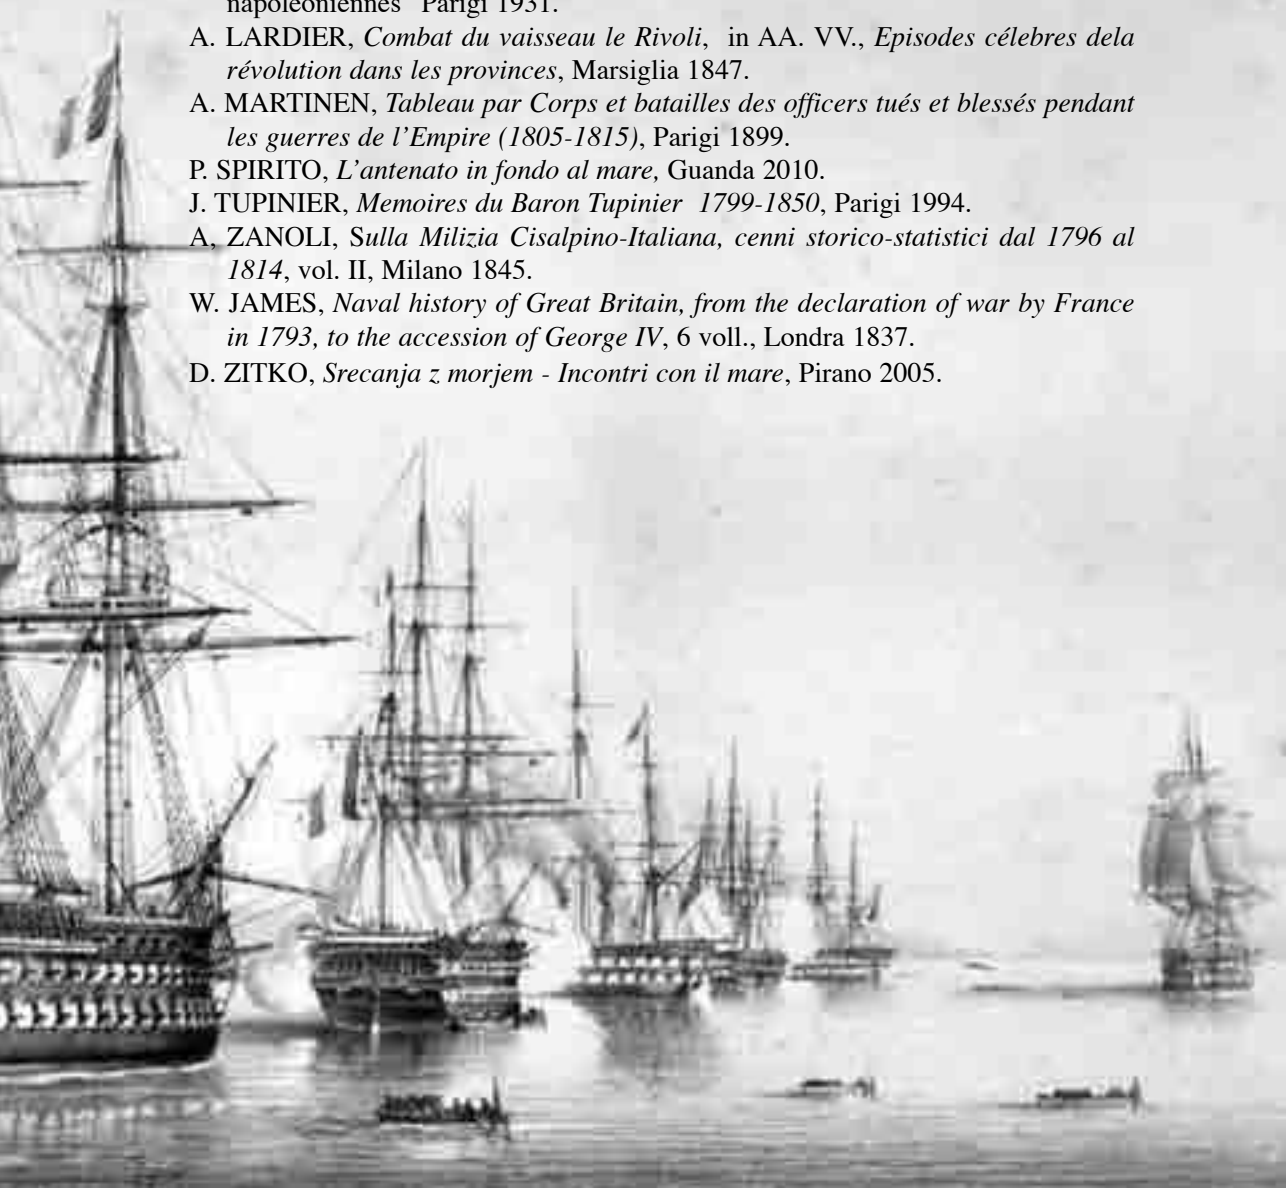 napoléoniennes" Parigi 1931.
A. LARDIER, Combat du vaisseau le Rivoli, in AA. VV., Episodes célebres dela
révolution dans les provinces, Marsiglia 1847.
A. MARTINEN, Tableau par Corps et batailles des officers tués et blessés pendant
les guerres de l'Empire (1805-1815), Parigi 1899.
P. SPIRITO, L'antenato in fondo al mare, Guanda 2010.
J. TUPINIER, Memoires du Baron Tupinier 1799-1850, Parigi 1994.
A, ZANOLI, Sulla Milizia Cisalpino-Italiana, cenni storico-statistici dal 1796 al
1814, vol. II, Milano 1845.
W. JAMES, Naval history of Great Britain, from the declaration of war by France
in 1793, to the accession of George IV, 6 voll., Londra 1837.
D. ZITKO, Srecanja z morjem - Incontri con il mare, Pirano 2005.